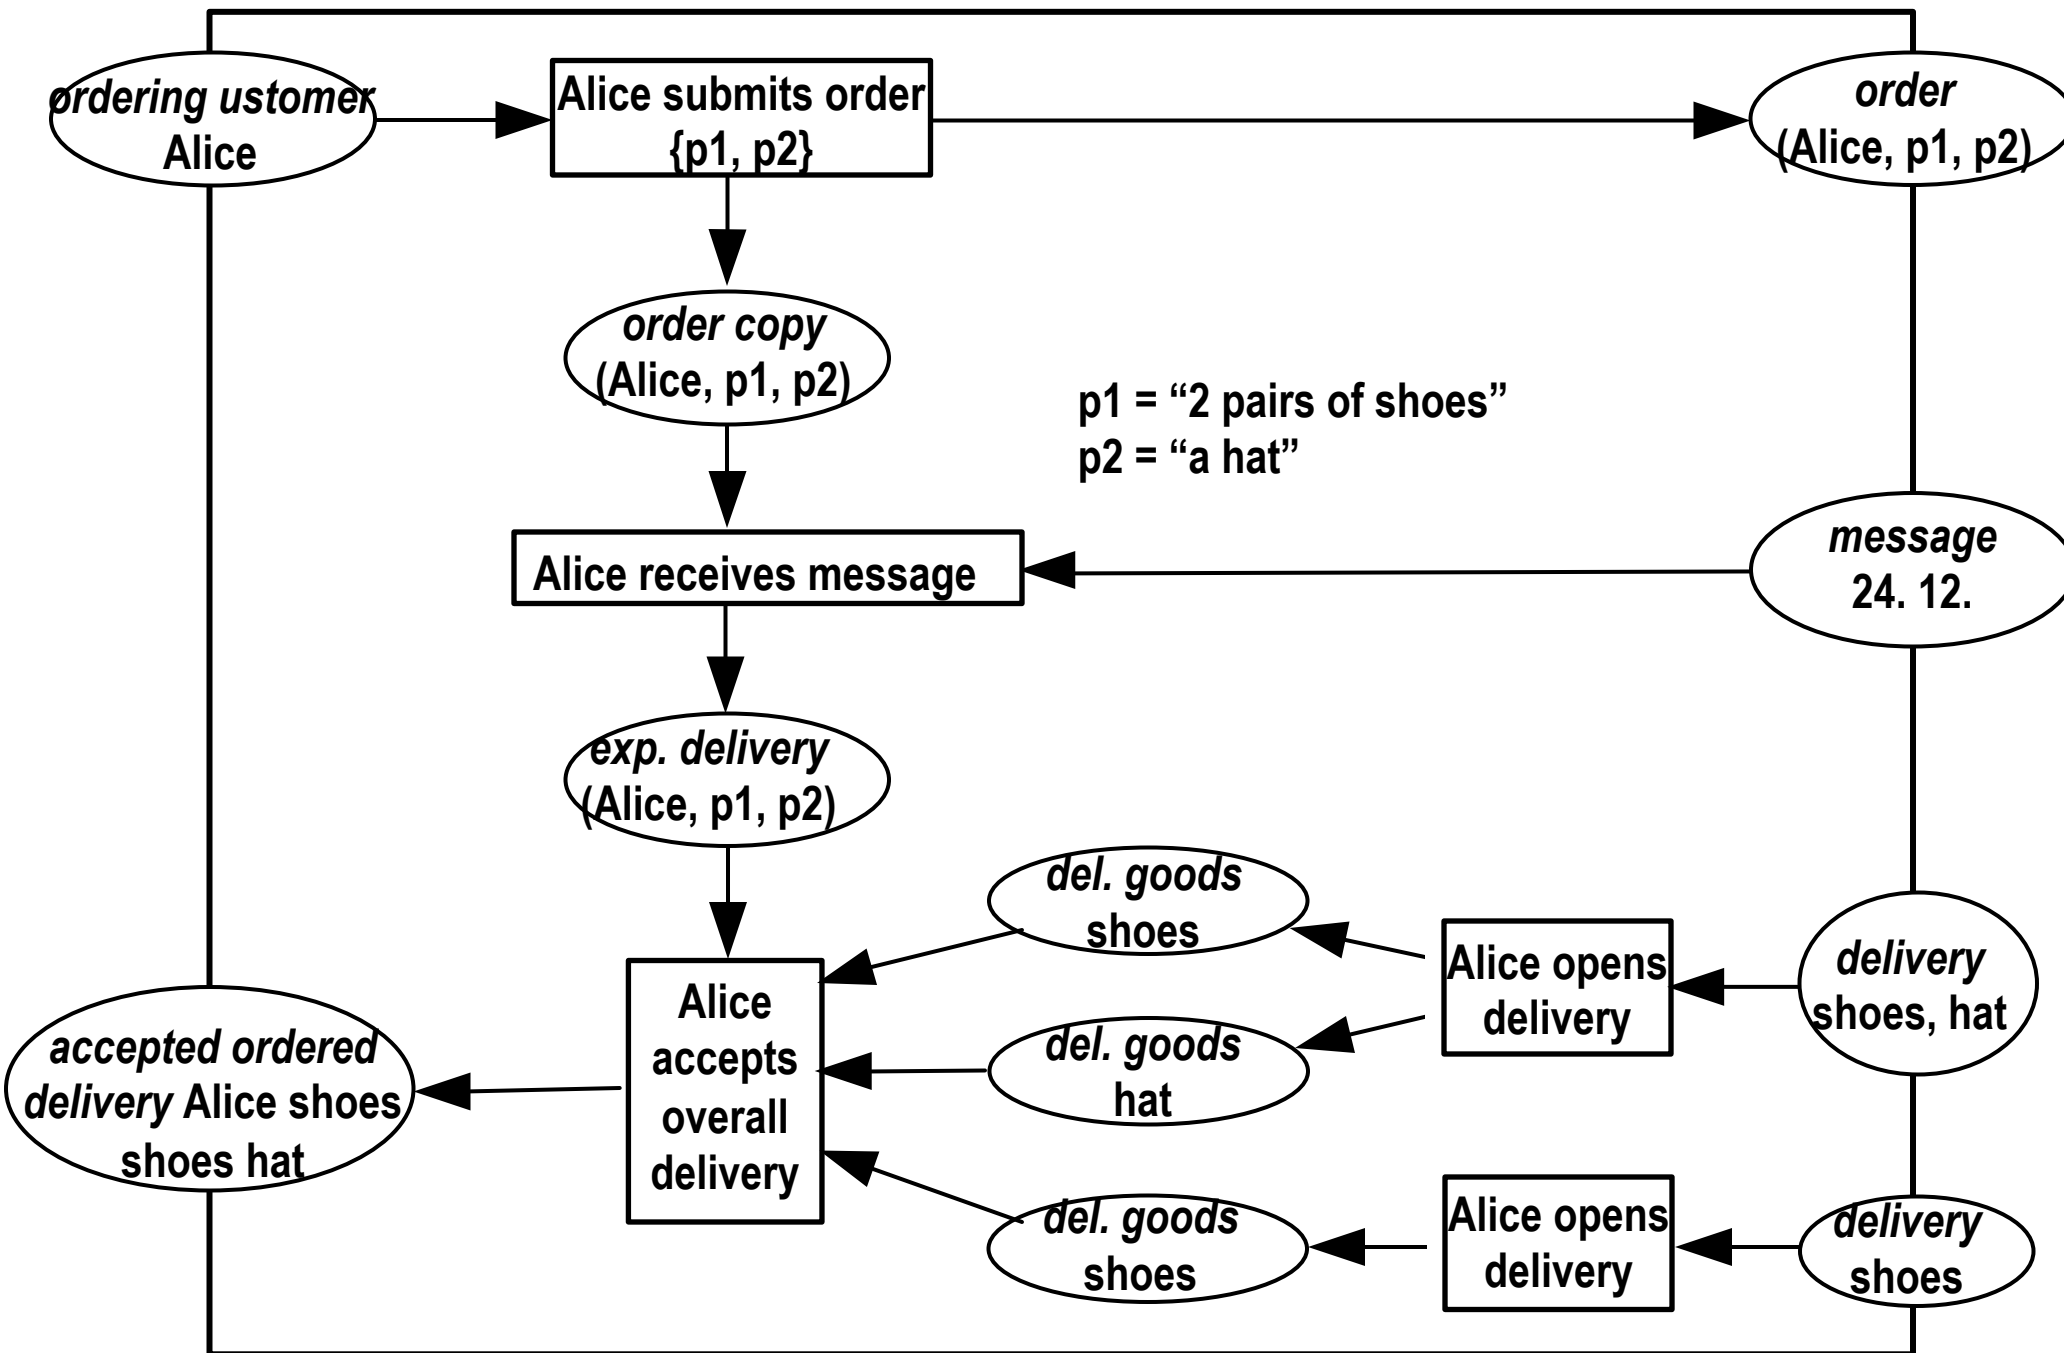 ordering ustomer
Alice
Alice submits order
{p1, p2}
order
(Alice, p1, p2)
order copy
(Alice, p1, p2)
p1 = “2 pairs of shoes”
p2 = “a hat”
Alice receives message
message
24. 12.
exp. delivery
(Alice, p1, p2)
del. goods
shoes
Alice opens
delivery
delivery
shoes, hat
Alice
accepts
overall
delivery
del. goods
hat
accepted ordered
delivery Alice shoes
shoes hat
del. goods
shoes
Alice opens
delivery
delivery
shoes